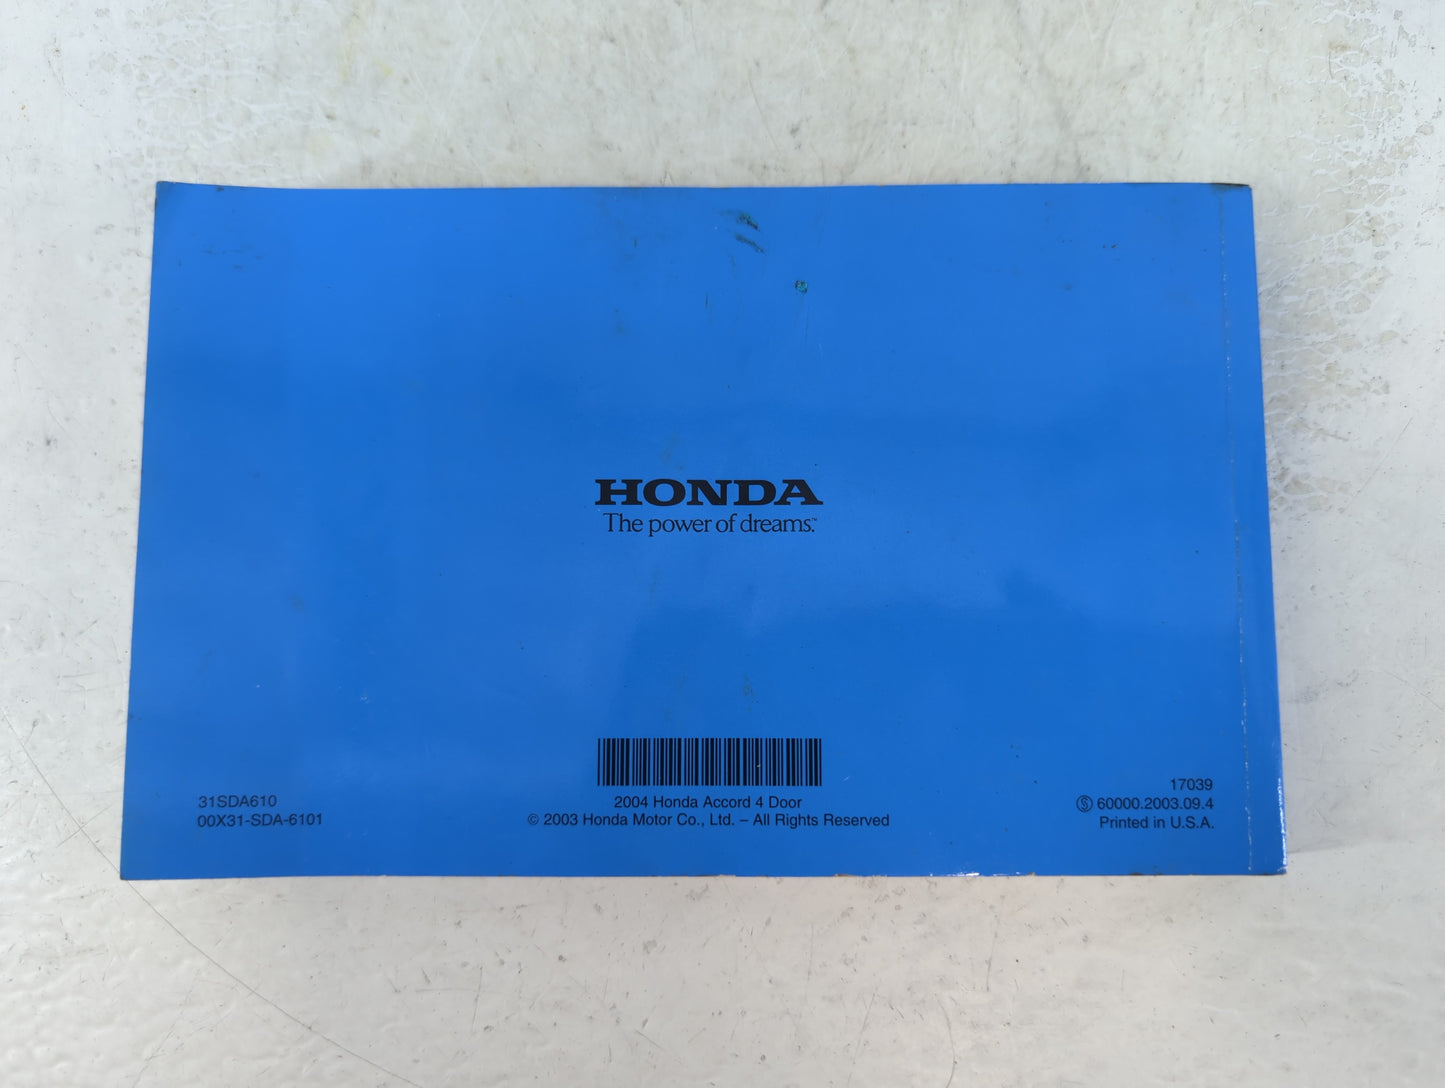 HONDA
The power of dreams.™
31SDA610
00X31-SDA-6101
2004 Honda Accord 4 Door
© 2003 Honda Motor Co., Ltd. – All Rights Reserved
17039
Ⓢ 60000.2003.09.4
Printed in U.S.A.